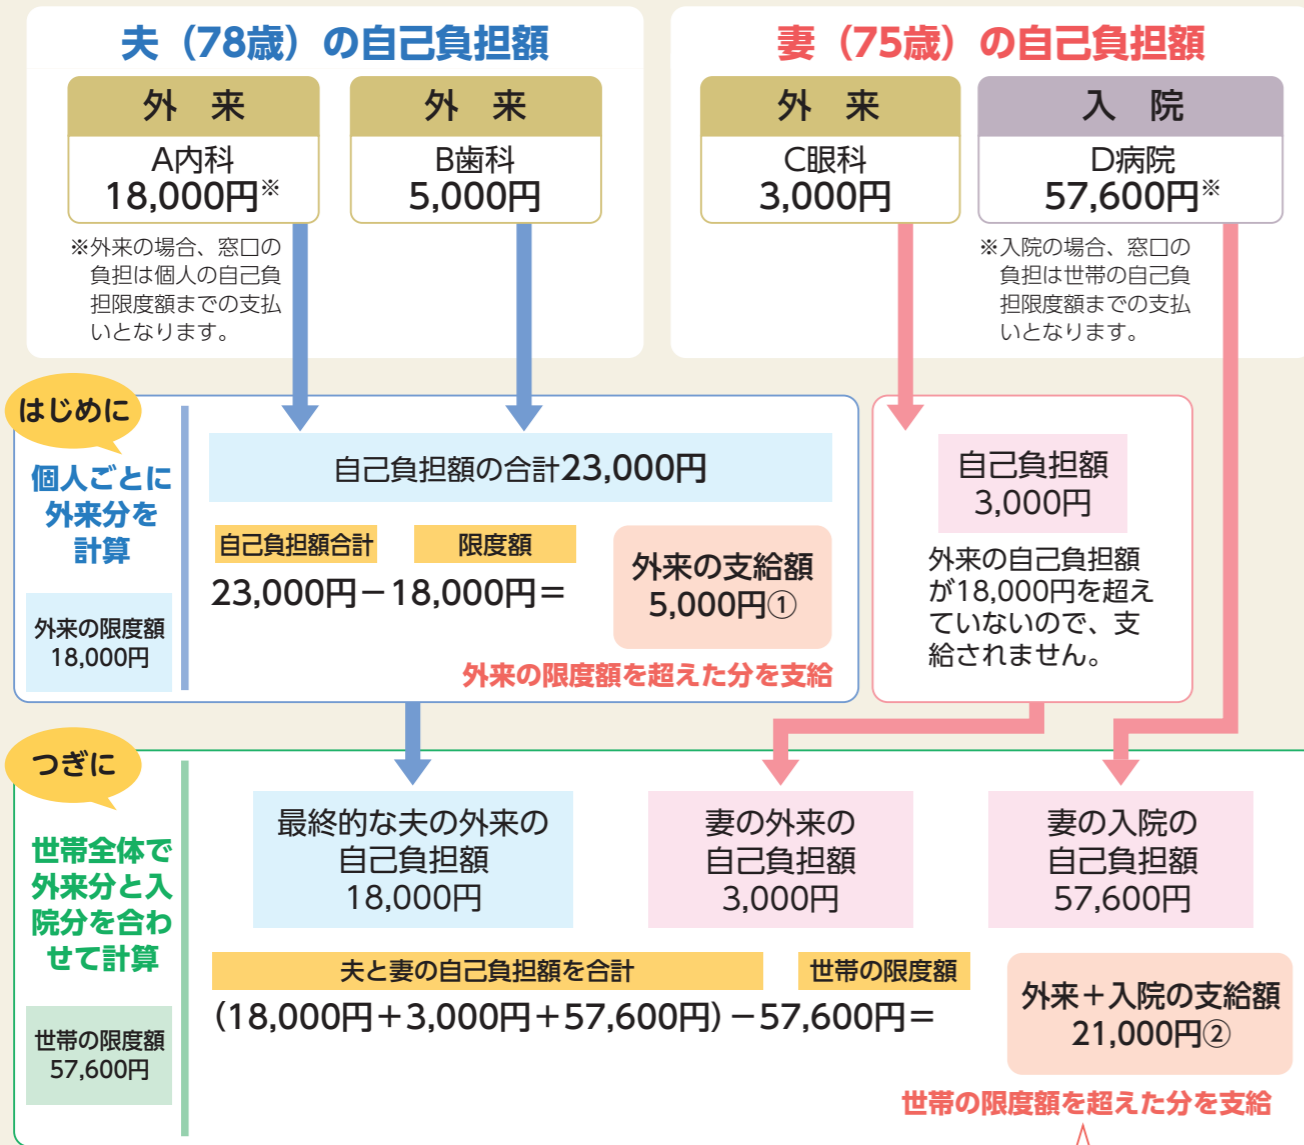 夫（78歳）の自己負担額
外 来
A内科
18,000円※
外 来
B歯科
5,000円
※外来の場合、窓口の
負担は個人の自己負
担限度額までの支払
いとなります。
妻（75歳）の自己負担額
外 来
C眼科
3,000円
入 院
D病院
57,600円※
※入院の場合、窓口の
負担は世帯の自己負
担限度額までの支払
いとなります。
はじめに
個人ごとに
外来分を
計算
外来の限度額
18,000円
自己負担額の合計23,000円
自己負担額合計 限度額
23,000円－18,000円＝
外来の支給額
5,000円①
外来の限度額を超えた分を支給
自己負担額
3,000円
外来の自己負担額
が18,000円を超え
ていないので、支
給されません。
つぎに
世帯全体で
外来分と入
院分を合わ
せて計算
世帯の限度額
57,600円
最終的な夫の外来の
自己負担額
18,000円
妻の外来の
自己負担額
3,000円
妻の入院の
自己負担額
57,600円
夫と妻の自己負担額を合計 世帯の限度額
（18,000円＋3,000円＋57,600円）－57,600円＝
外来＋入院の支給額
21,000円②
世帯の限度額を超えた分を支給